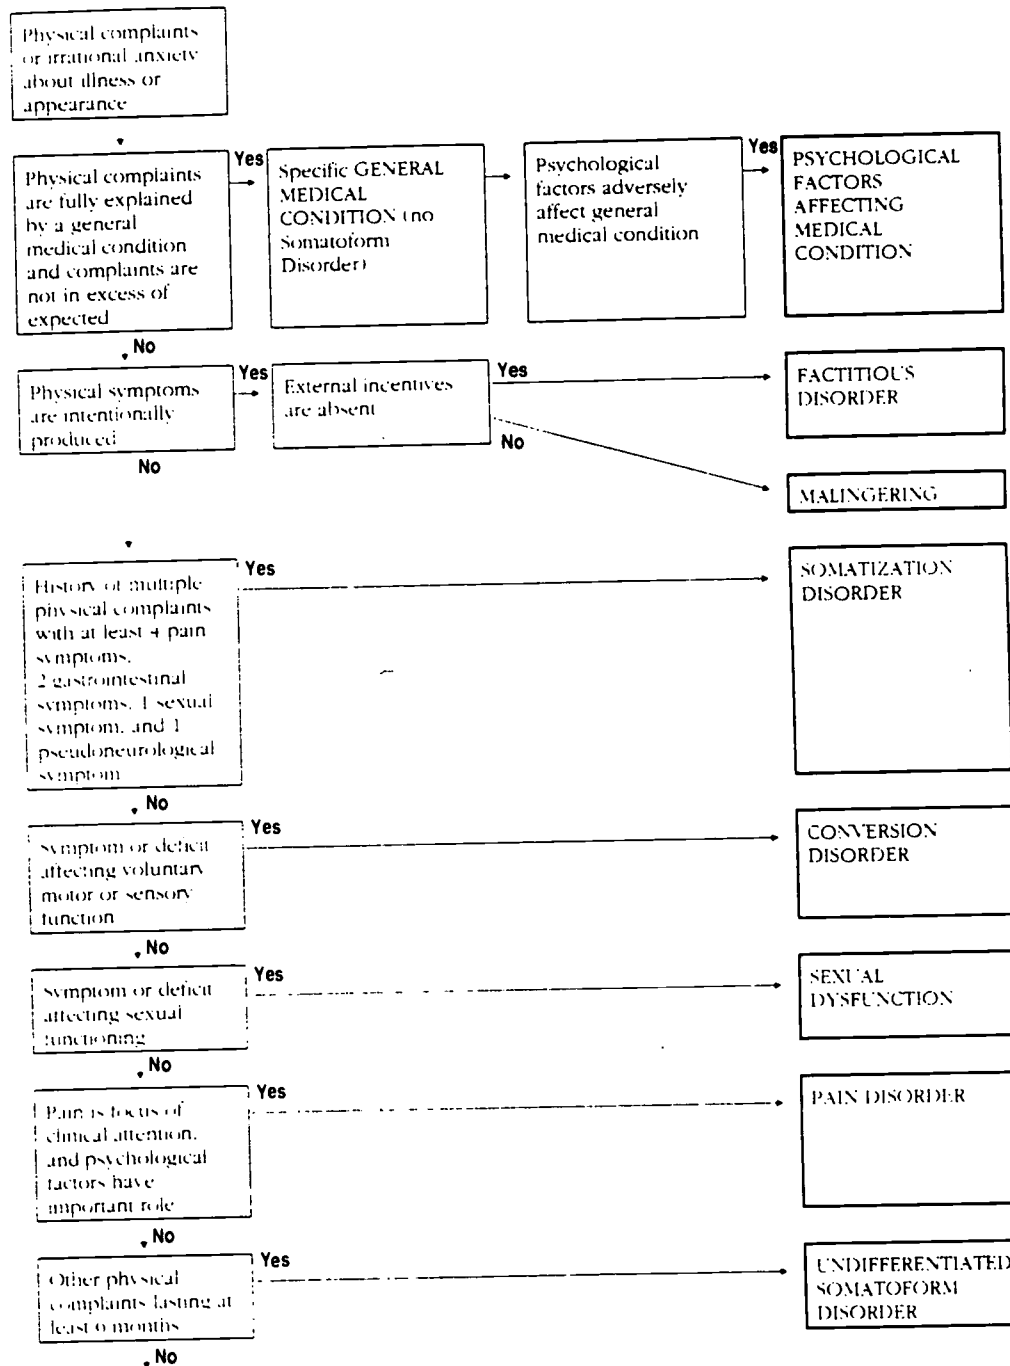 Physical complaints
or irrational anxiety
about illness or
appearance
Physical complaints
are fully explained
by a general
medical condition
and complaints are
not in excess of
expected
Yes
Specific GENERAL
MEDICAL
CONDITION (no
Somatoform
Disorder)
Psychological
factors adversely
affect general
medical condition
Yes
PSYCHOLOGICAL
FACTORS
AFFECTING
MEDICAL
CONDITION
No
Physical symptoms
are intentionally
produced
Yes
External incentives
are absent
Yes
FACTITIOUS
DISORDER
No
MALINGERING
No
History of multiple
physical complaints
with at least 4 pain
symptoms,
2 gastrointestinal
symptoms, 1 sexual
symptom, and 1
pseudoneurological
symptom
Yes
SOMATIZATION
DISORDER
No
Symptom or deficit
affecting voluntary
motor or sensory
function
Yes
CONVERSION
DISORDER
No
Symptom or deficit
affecting sexual
functioning
Yes
SEXUAL
DYSFUNCTION
No
Pain is focus of
clinical attention,
and psychological
factors have
important role
Yes
PAIN DISORDER
No
Other physical
complaints lasting at
least 6 months
Yes
UNDIFFERENTIATED
SOMATOFORM
DISORDER
No